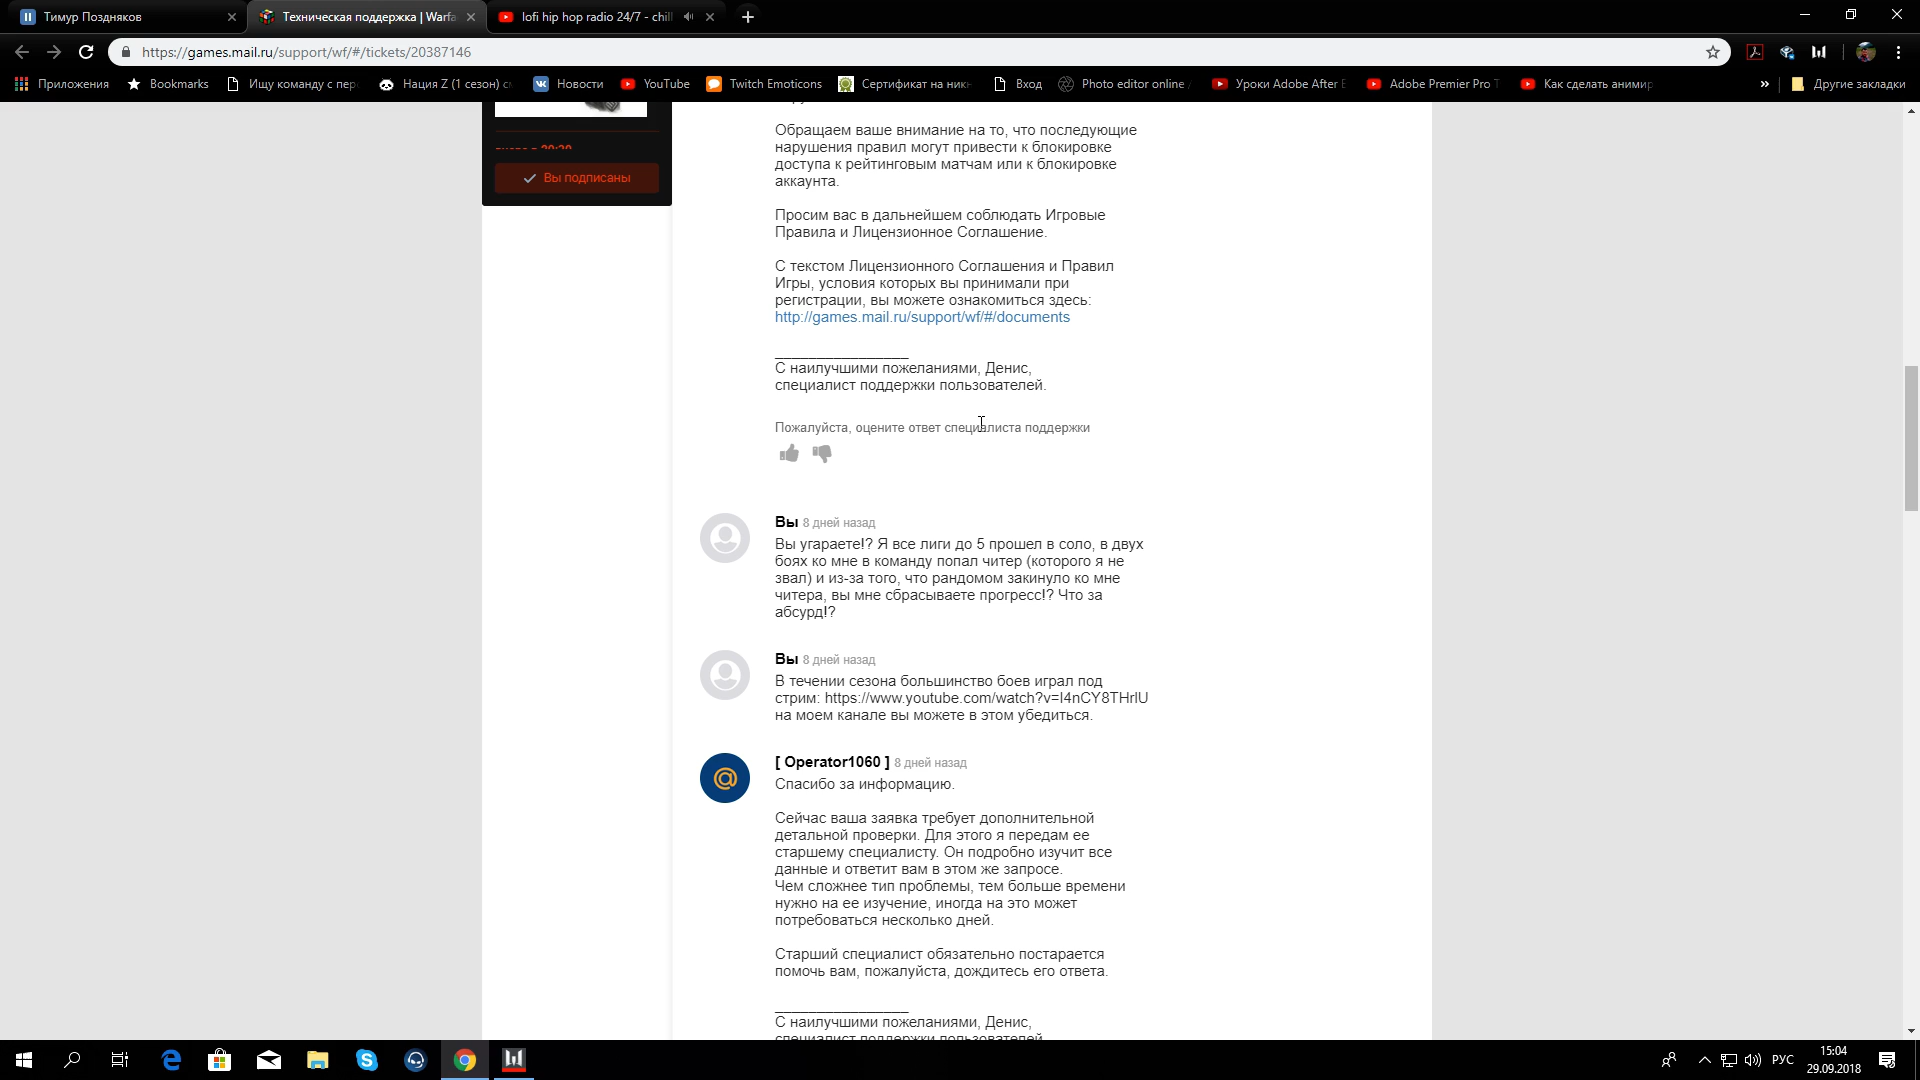 Тимур Поздняков
Техническая поддержка | Warfa
lofi hip hop radio 24/7 - chil
https://games.mail.ru/support/wf/#/tickets/20387146
Приложения
Bookmarks
Ищу команду с пер
Нация Z (1 сезон) с
Новости
YouTube
Twitch Emoticons
Сертификат на ник
Вход
Photo editor online /
Уроки Adobe After E
Adobe Premier Pro
Как сделать анимир
»
Другие закладки
Вы подписаны
Обращаем ваше внимание на то, что последующие
нарушения правил могут привести к блокировке
доступа к рейтинговым матчам или к блокировке
аккаунта.
Просим вас в дальнейшем соблюдать Игровые
Правила и Лицензионное Соглашение.
С текстом Лицензионного Соглашения и Правил
Игры, условия которых вы принимали при
регистрации, вы можете ознакомиться здесь:
http://games.mail.ru/support/wf/#/documents
________________
С наилучшими пожеланиями, Денис,
специалист поддержки пользователей.
Пожалуйста, оцените ответ специалиста поддержки
Вы 8 дней назад
Вы угараете!? Я все лиги до 5 прошел в соло, в двух
боях ко мне в команду попал читер (которого я не
звал) и из-за того, что рандомом закинуло ко мне
читера, вы мне сбрасываете прогресс!? Что за
абсурд!?
Вы 8 дней назад
В течении сезона большинство боев играл под
стрим: https://www.youtube.com/watch?v=I4nCY8THrIU
на моем канале вы можете в этом убедиться.
[ Operator1060 ] 8 дней назад
Спасибо за информацию.
Сейчас ваша заявка требует дополнительной
детальной проверки. Для этого я передам ее
старшему специалисту. Он подробно изучит все
данные и ответит вам в этом же запросе.
Чем сложнее тип проблемы, тем больше времени
нужно на ее изучение, иногда на это может
потребоваться несколько дней.
Старший специалист обязательно постарается
помочь вам, пожалуйста, дождитесь его ответа.
________________
С наилучшими пожеланиями, Денис,
специалист поддержки пользователей.
РУС
15:04
29.09.2018